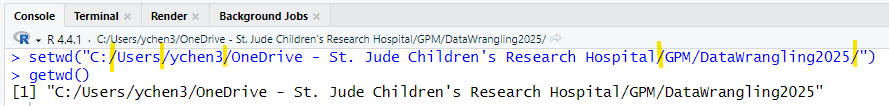 Console Terminal Render Background Jobs
R 4.4.1 · C:/Users/ychen3/OneDrive - St. Jude Children's Research Hospital/GPM/DataWrangling2025/
> setwd("C:/Users/ychen3/OneDrive - St. Jude Children's Research Hospital/GPM/DataWrangling2025/")
> getwd()
[1] "C:/Users/ychen3/OneDrive - St. Jude Children's Research Hospital/GPM/DataWrangling2025"